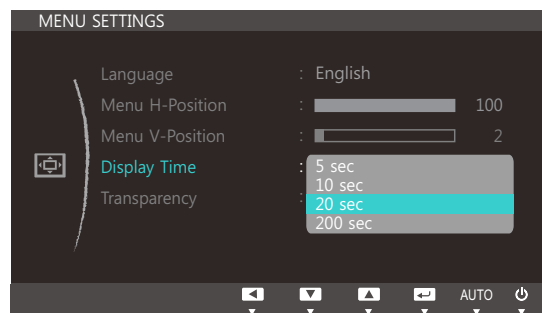 MENU SETTINGS
Language : English
Menu H-Position : 100
Menu V-Position : 2
Display Time : 5 sec
10 sec
20 sec
Transparency :
200 sec
AUTO